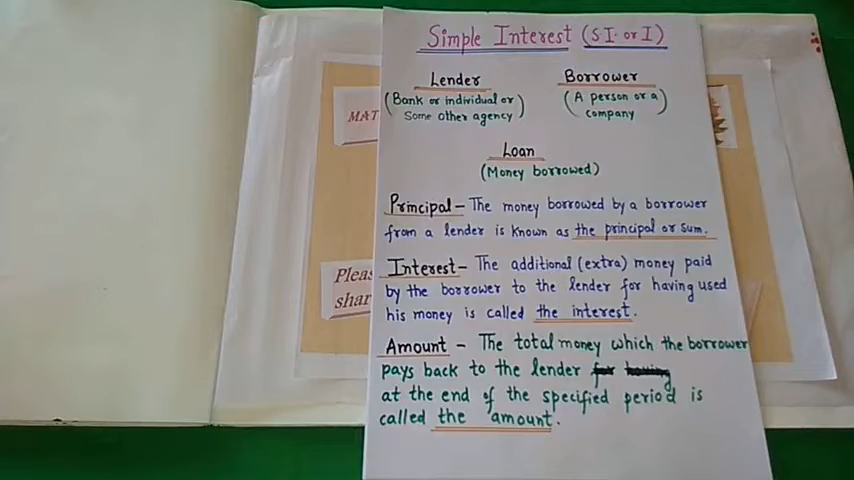 Simple Interest (S I. or I)
Lender
Borrower
(Bank or individual or
Some other agency)
(A person or a
company)
Loan
(Money borrowed)
Principal - The money borrowed by a borrower
from a lender is known as the principal or sum.
Interest - The additional (extra) money paid
by the borrower to the lender for having used
his money is called the interest.
Amount - The total money which the borrower
pays back to the lender for having
at the end of the specified period is
called the amount.
MAT
Pleas
shar